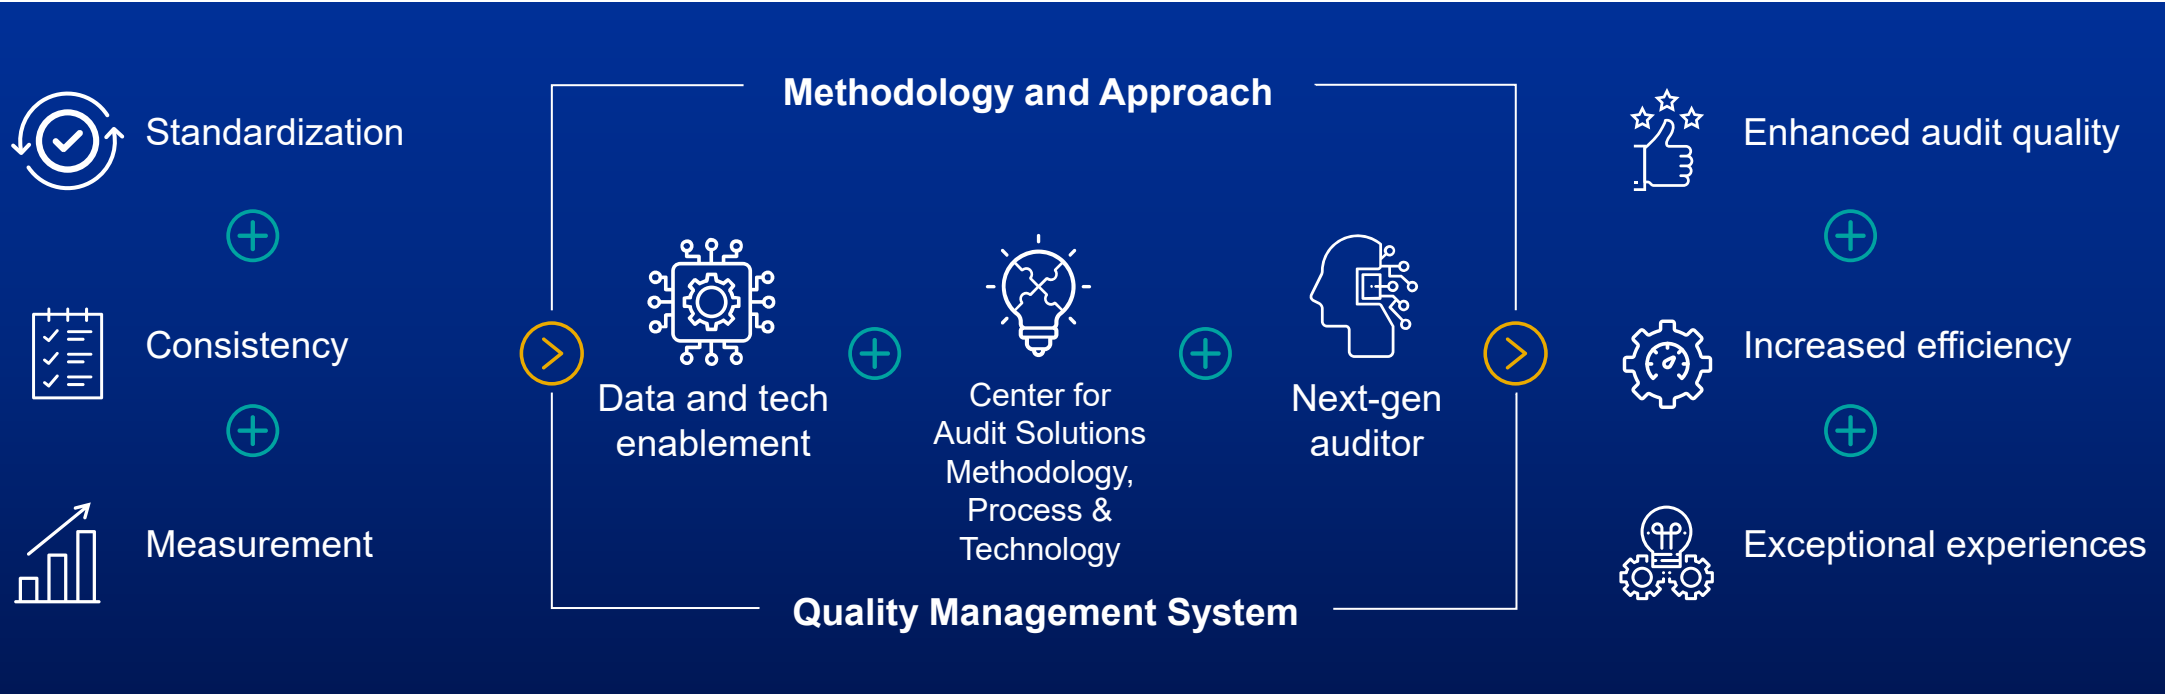 Standardization
Consistency
Measurement
Methodology and Approach
Data and tech
enablement
Center for
Audit Solutions
Methodology,
Process &
Technology
Next-gen
auditor
Quality Management System
Enhanced audit quality
Increased efficiency
Exceptional experiences